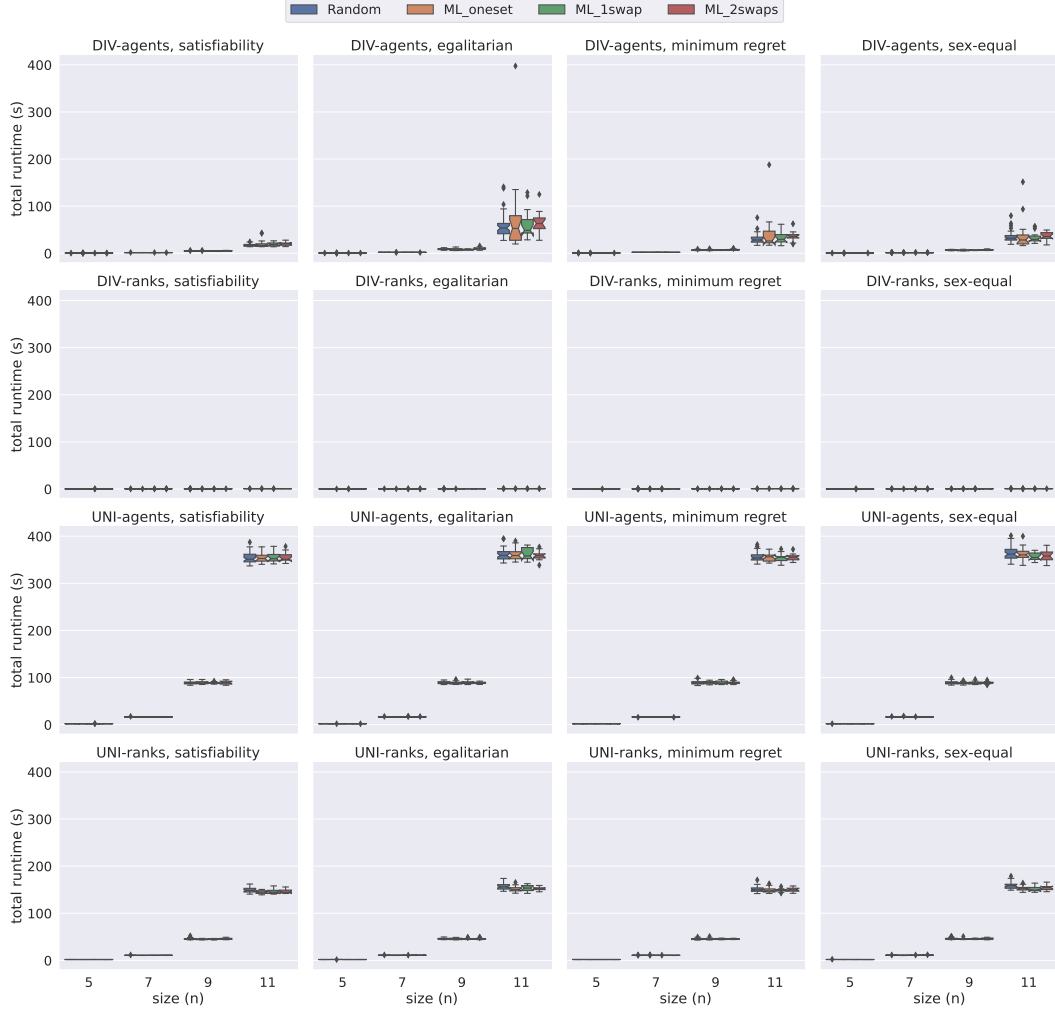 Random ML_oneset ML_1swap ML_2swaps
DIV-agents, satisfiability DIV-agents, egalitarian DIV-agents, minimum regret DIV-agents, sex-equal
400
300
200
100
0
total runtime (s)
DIV-ranks, satisfiability DIV-ranks, egalitarian DIV-ranks, minimum regret DIV-ranks, sex-equal
400
300
200
100
0
total runtime (s)
UNI-agents, satisfiability UNI-agents, egalitarian UNI-agents, minimum regret UNI-agents, sex-equal
400
300
200
100
0
total runtime (s)
UNI-ranks, satisfiability UNI-ranks, egalitarian UNI-ranks, minimum regret UNI-ranks, sex-equal
400
300
200
100
0
total runtime (s)
5 7 9 11 5 7 9 11 5 7 9 11 5 7 9 11
size (n) size (n) size (n) size (n)